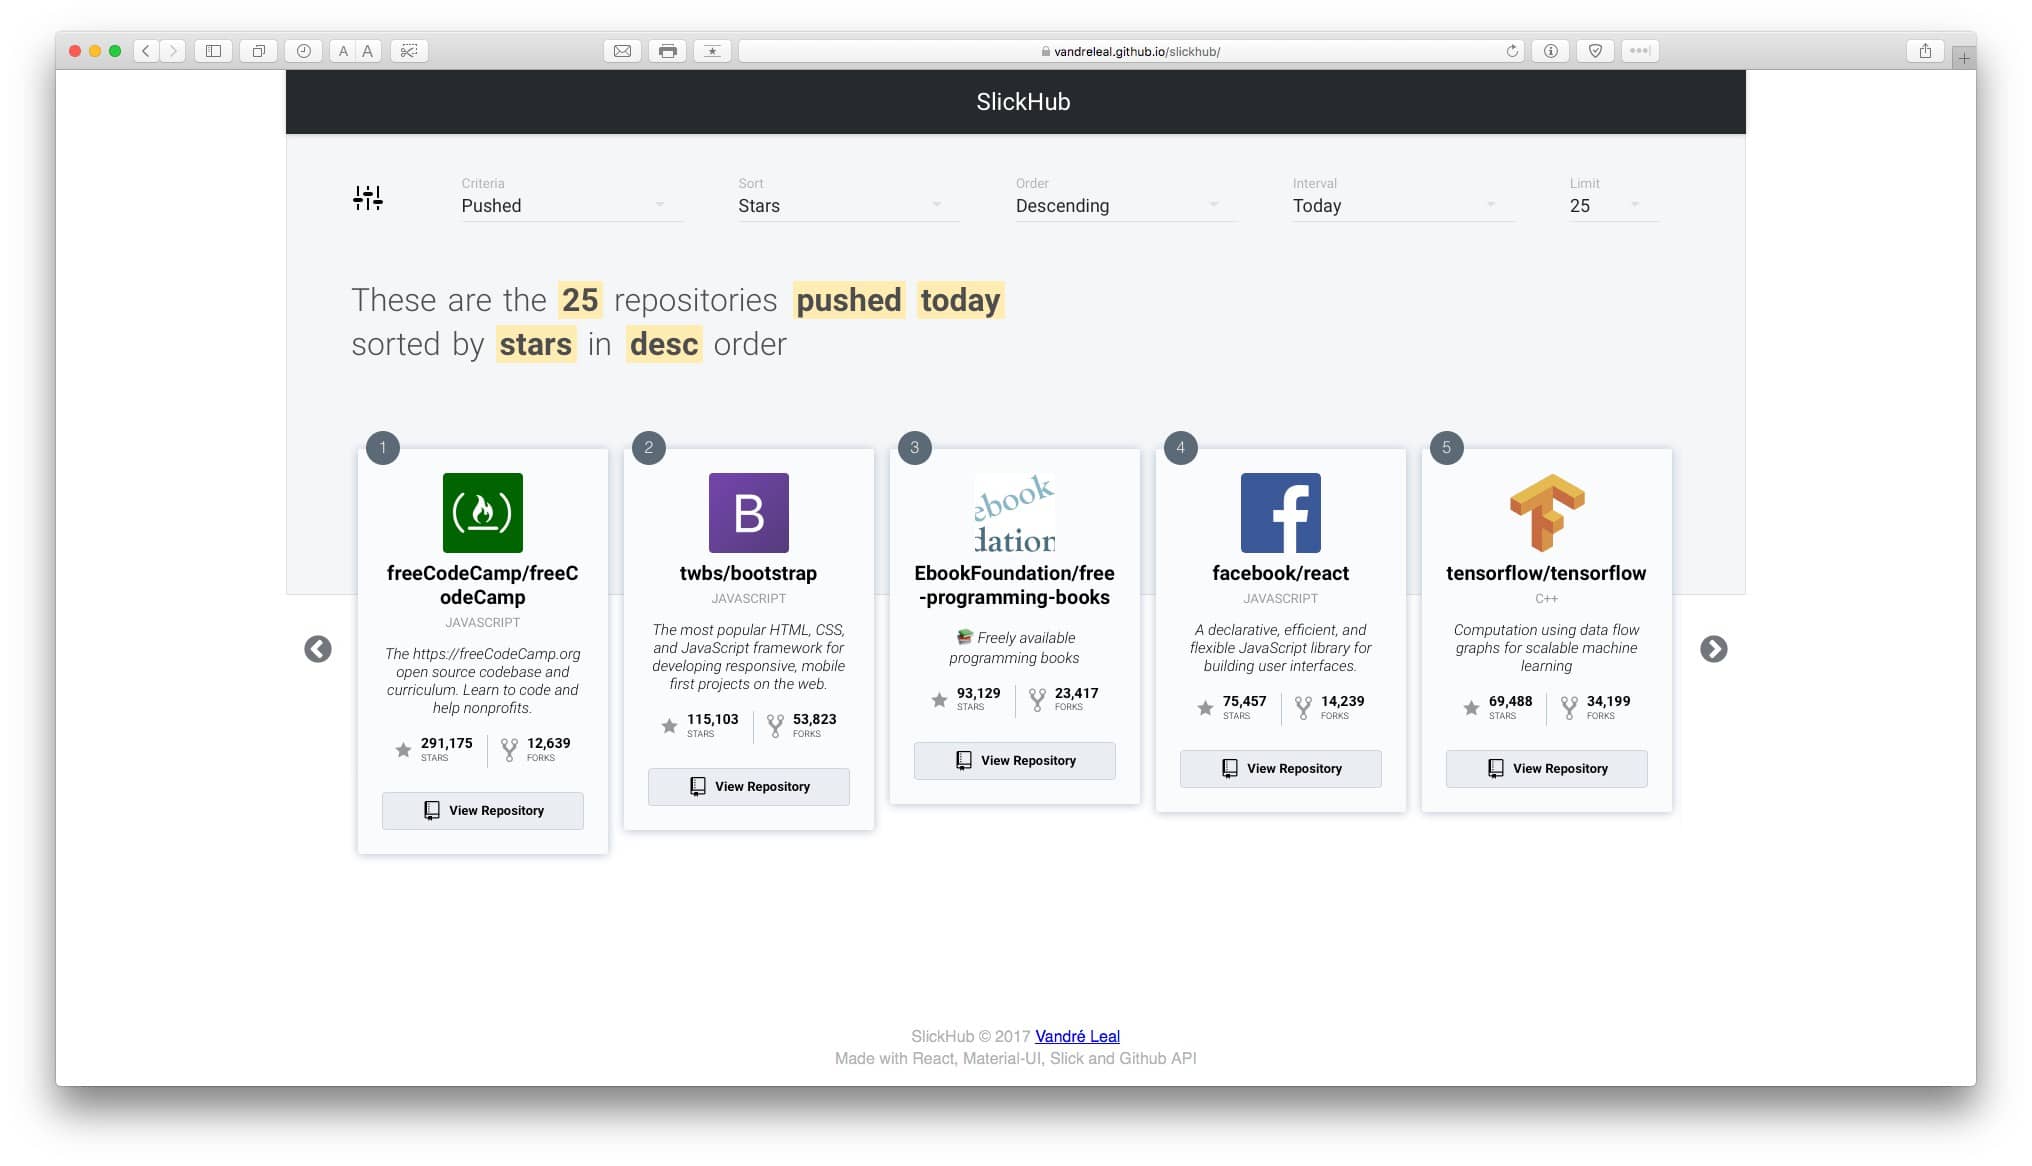 A A
vandreleal.github.io/slickhub/
SlickHub
Criteria
Pushed
Sort
Stars
Order
Descending
Interval
Today
Limit
25
These are the 25 repositories pushed today
sorted by stars in desc order
1
freeCodeCamp/freeC
odeCamp
JAVASCRIPT
The https://freeCodeCamp.org
open source codebase and
curriculum. Learn to code and
help nonprofits.
291,175
STARS
12,639
FORKS
View Repository
2
B
twbs/bootstrap
JAVASCRIPT
The most popular HTML, CSS,
and JavaScript framework for
developing responsive, mobile
first projects on the web.
115,103
STARS
53,823
FORKS
View Repository
3
ebook
dation
EbookFoundation/free
-programming-books
Freely available
programming books
93,129
STARS
23,417
FORKS
View Repository
4
f
facebook/react
JAVASCRIPT
A declarative, efficient, and
flexible JavaScript library for
building user interfaces.
75,457
STARS
14,239
FORKS
View Repository
5
tensorflow/tensorflow
C++
Computation using data flow
graphs for scalable machine
learning
69,488
STARS
34,199
FORKS
View Repository
SlickHub © 2017 Vandré Leal
Made with React, Material-UI, Slick and Github API